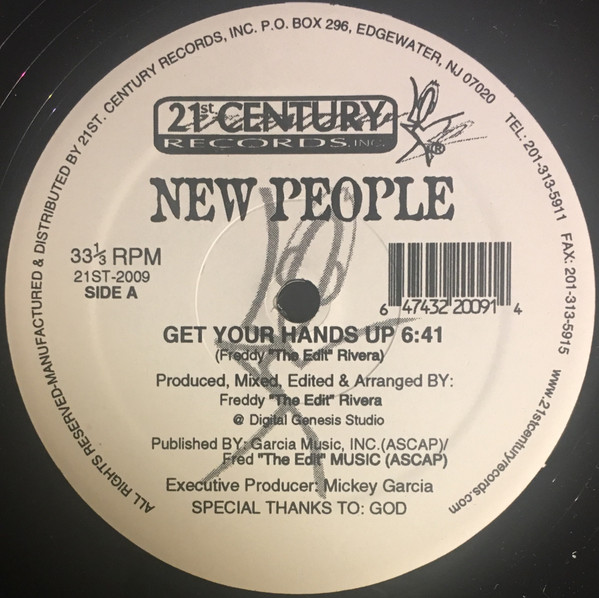 ALL RIGHTS RESERVED-MANUFACTURED & DISTRIBUTED BY 21ST. CENTURY RECORDS, INC. P.O. BOX 296, EDGEWATER, NJ 07020 TEL: 201-313-5911 FAX: 201-313-5915 www.21stcenturyrecords.com
21st. CENTURY
RECORDS, INC.
®
NEW PEOPLE
33⅓ RPM
21ST-2009
SIDE A
6 47432 20091 4
GET YOUR HANDS UP 6:41
(Freddy "The Edit" Rivera)
Produced, Mixed, Edited & Arranged BY:
Freddy "The Edit" Rivera
@ Digital Genesis Studio
Published BY: Garcia Music, INC.(ASCAP)/
Fred "The Edit" MUSIC (ASCAP)
Executive Producer: Mickey Garcia
SPECIAL THANKS TO: GOD